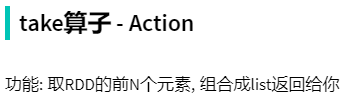 take算子 - Action
功能: 取RDD的前N个元素, 组合成list返回给你